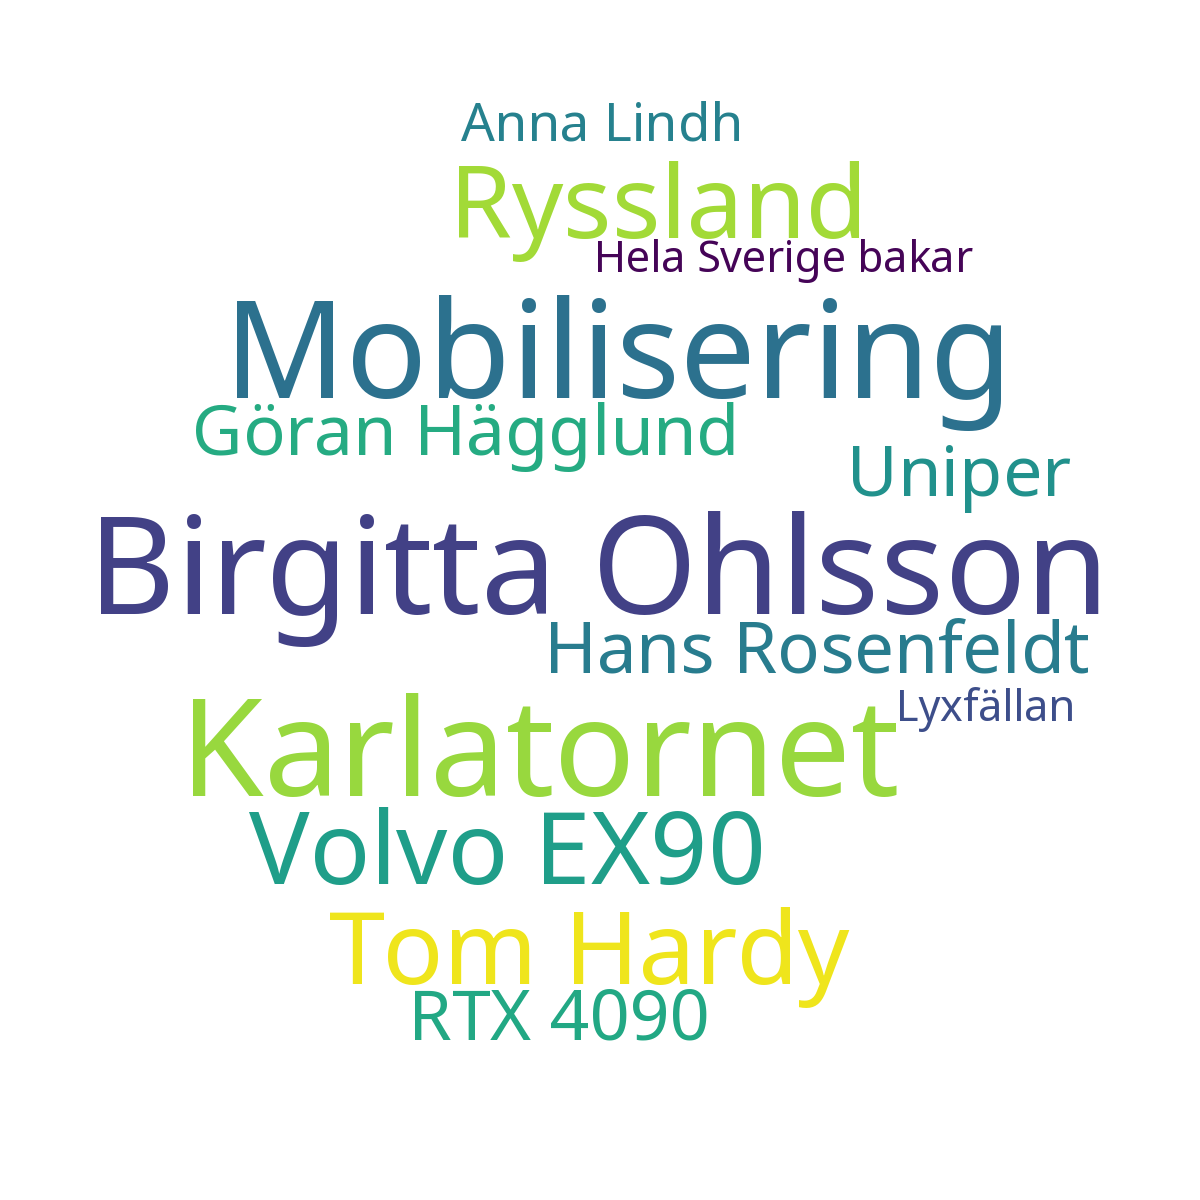 Anna Lindh
Ryssland
Hela Sverige bakar
Mobilisering
Göran Hägglund
Uniper
Birgitta Ohlsson
Hans Rosenfeldt
Lyxfällan
Karlatornet
Volvo EX90
Tom Hardy
RTX 4090